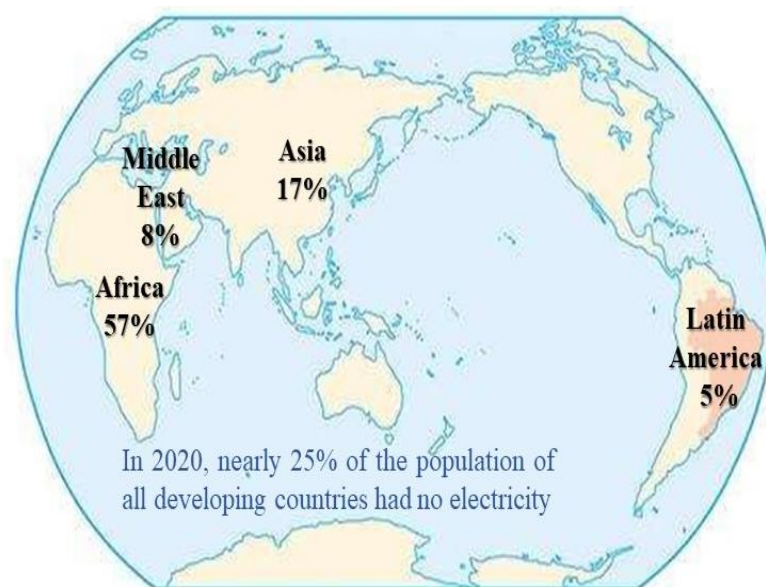 Middle
East
8%
Asia
17%
Africa
57%
Latin
America
5%
In 2020, nearly 25% of the population of
all developing countries had no electricity